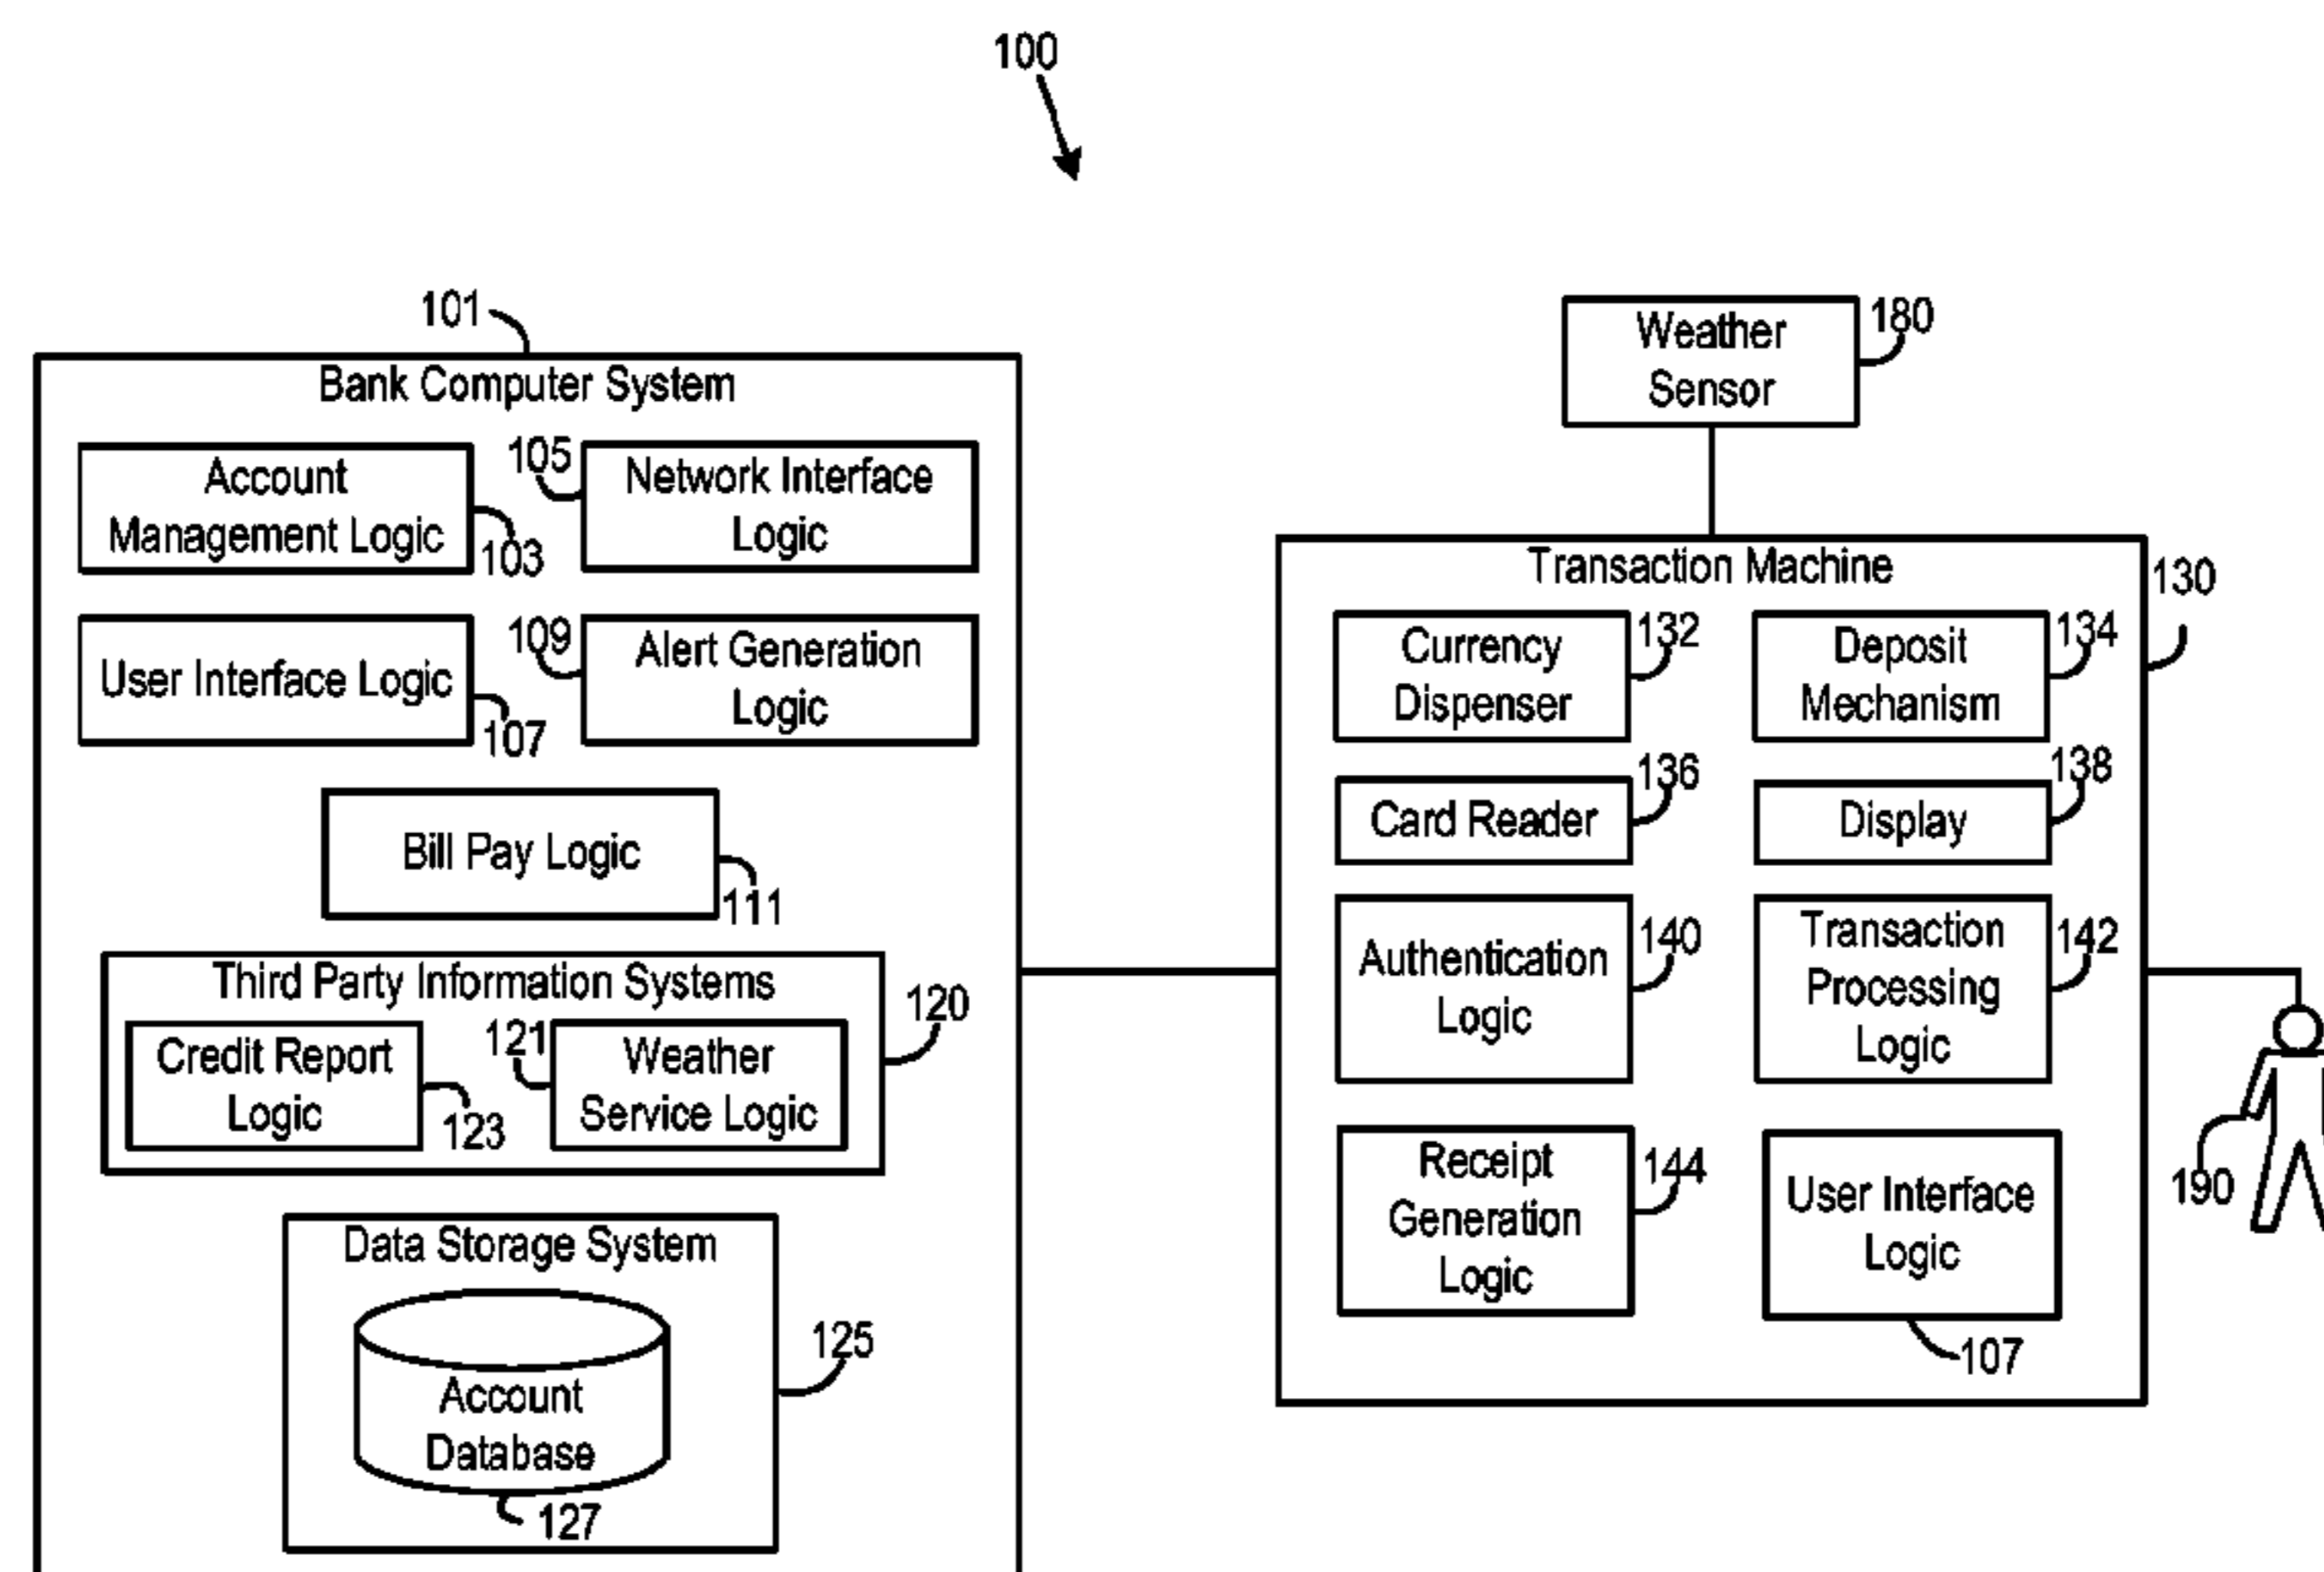 100
101
Bank Computer System
Account
Management Logic
103
105
Network Interface
Logic
User Interface Logic
107
109
Alert Generation
Logic
Bill Pay Logic
111
Third Party Information Systems
120
Credit Report
Logic
123
121
Weather
Service Logic
Data Storage System
125
Account
Database
127
Weather
Sensor
180
Transaction Machine
130
Currency
Dispenser
132
Deposit
Mechanism
134
Card Reader
136
Display
138
Authentication
Logic
140
Transaction
Processing
Logic
142
Receipt
Generation
Logic
144
User Interface
Logic
107
190